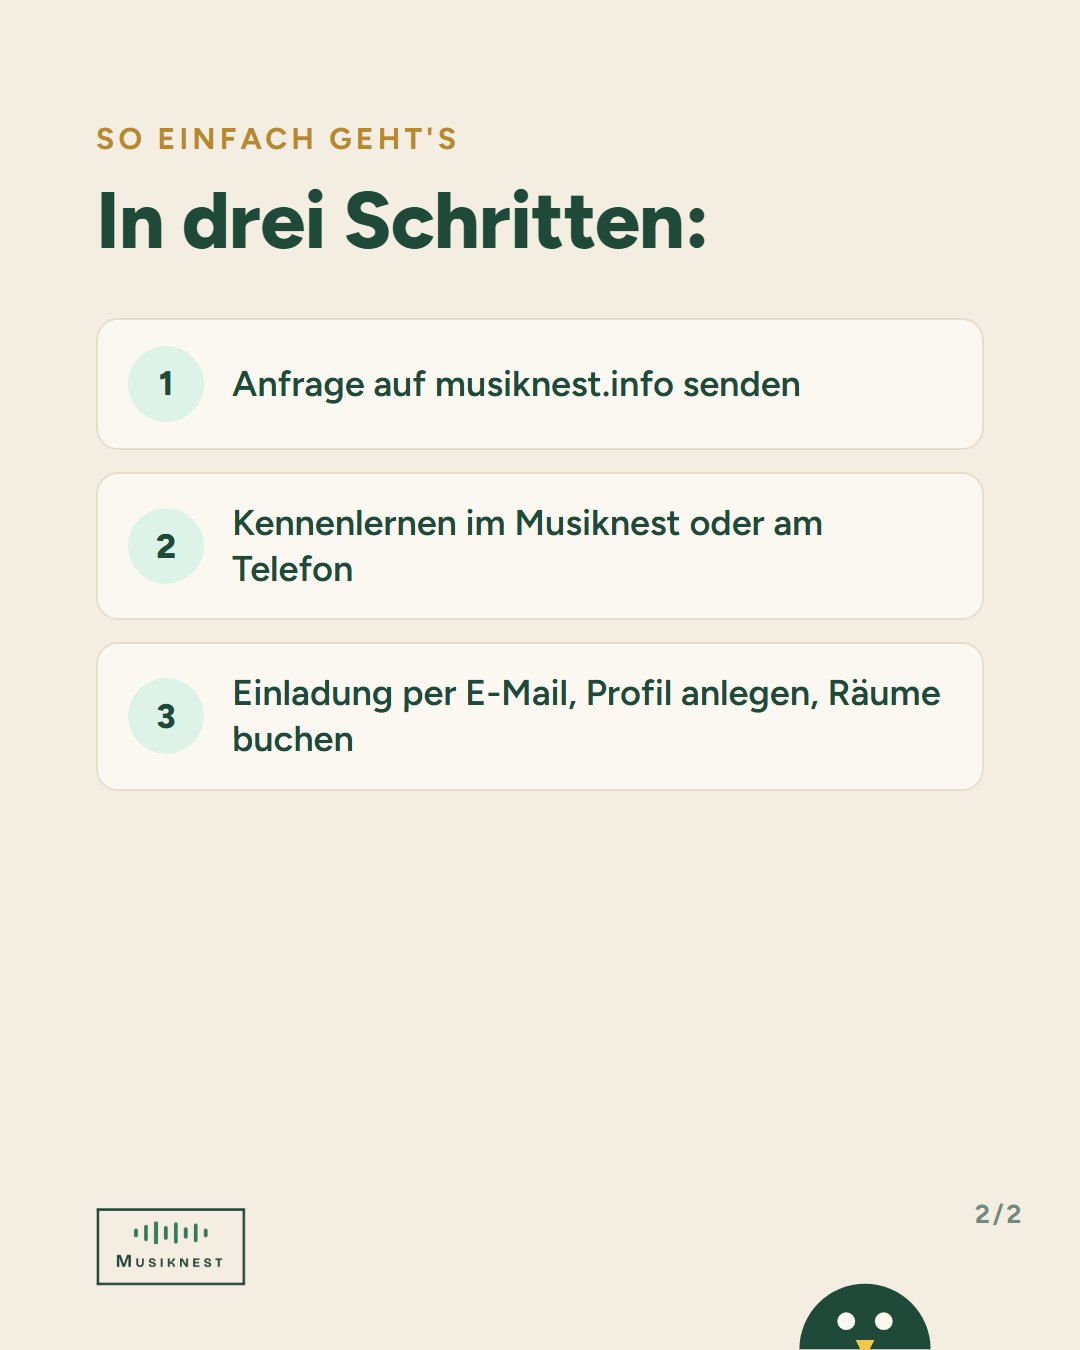 SO EINFACH GEHT'S
In drei Schritten:
1
Anfrage auf musiknest.info senden
2
Kennenlernen im Musiknest oder am
Telefon
3
Einladung per E-Mail, Profil anlegen, Räume
buchen
2/2
MUSIKNEST